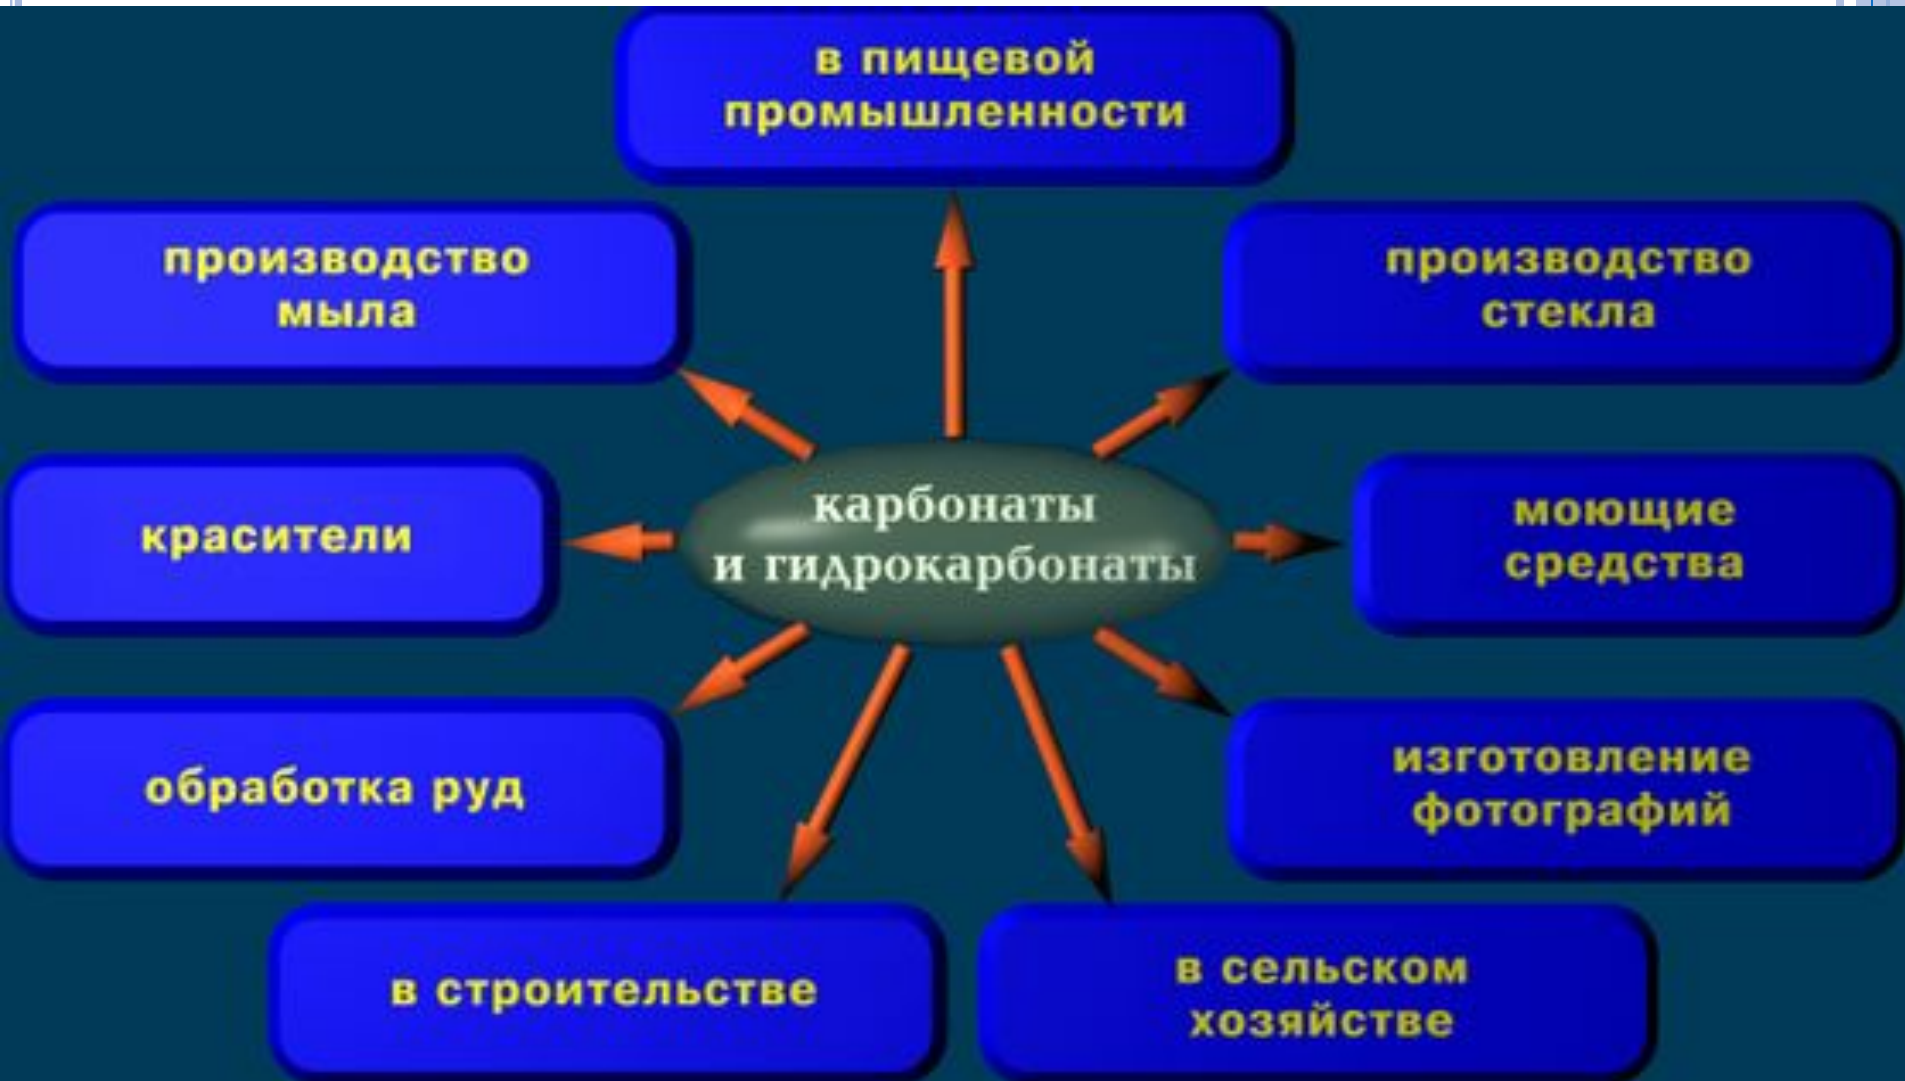 в пищевой
промышленности
производство
мыла
производство
стекла
карбонаты
и гидрокарбонаты
красители
моющие
средства
обработка руд
изготовление
фотографий
в строительстве
в сельском
хозяйстве